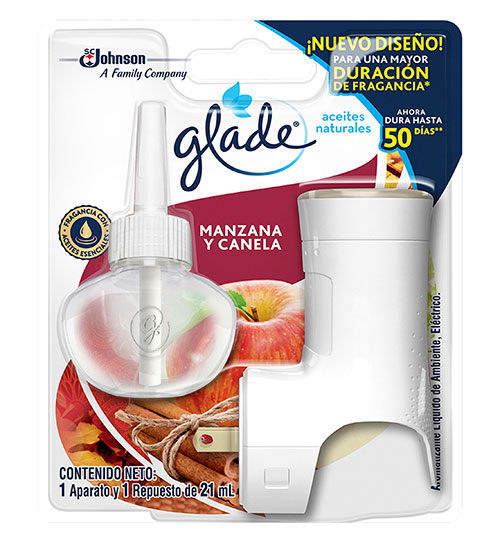 SC
Johnson
A Family Company
¡NUEVO DISEÑO!
PARA UNA MAYOR
DURACIÓN
DE FRAGANCIA*
AHORA
DURA HASTA
50 DÍAS**
glade®
aceites
naturales
FRAGANCIA CON
ACEITES ESENCIALES
MANZANA
Y CANELA
CONTENIDO NETO:
1 Aparato y 1 Repuesto de 21 mL
Aromatizante Líquido de Ambiente, Eléctrico.